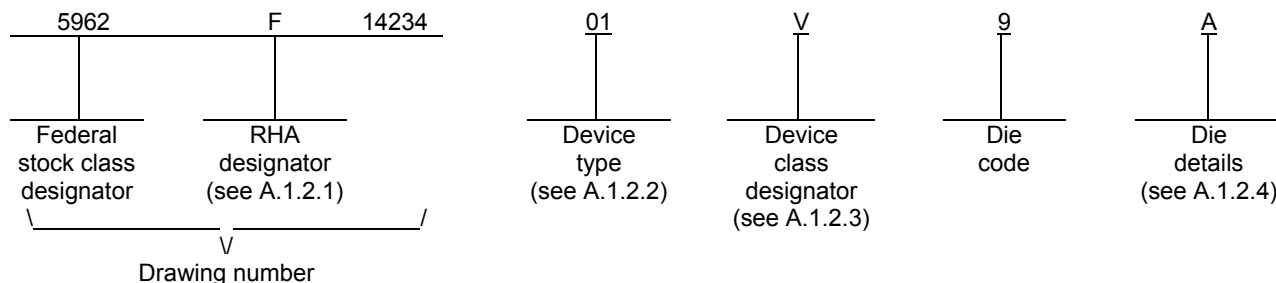 5962 F 14234 01 V 9 A
Federal stock class designator
RHA designator (see A.1.2.1)
Device type (see A.1.2.2)
Device class designator (see A.1.2.3)
Die code
Die details (see A.1.2.4)
\ /
\/
Drawing number